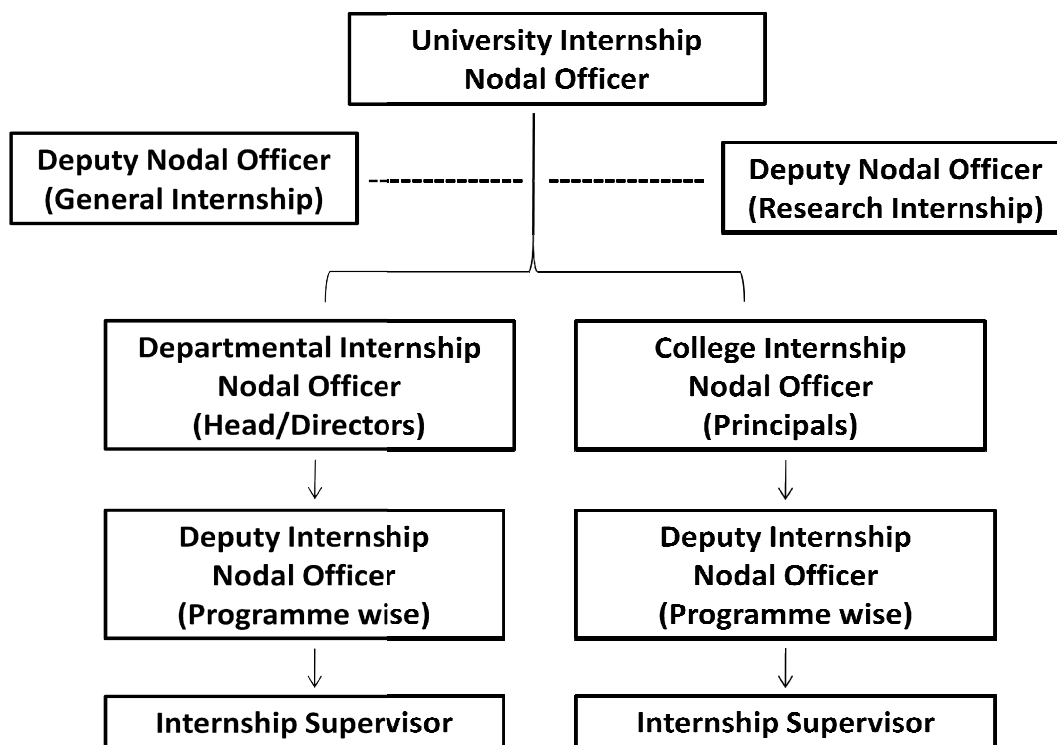 University Internship
Nodal Officer
Deputy Nodal Officer
(General Internship)
Deputy Nodal Officer
(Research Internship)
Departmental Internship
Nodal Officer
(Head/Directors)
College Internship
Nodal Officer
(Principals)
Deputy Internship
Nodal Officer
(Programme wise)
Deputy Internship
Nodal Officer
(Programme wise)
Internship Supervisor
Internship Supervisor